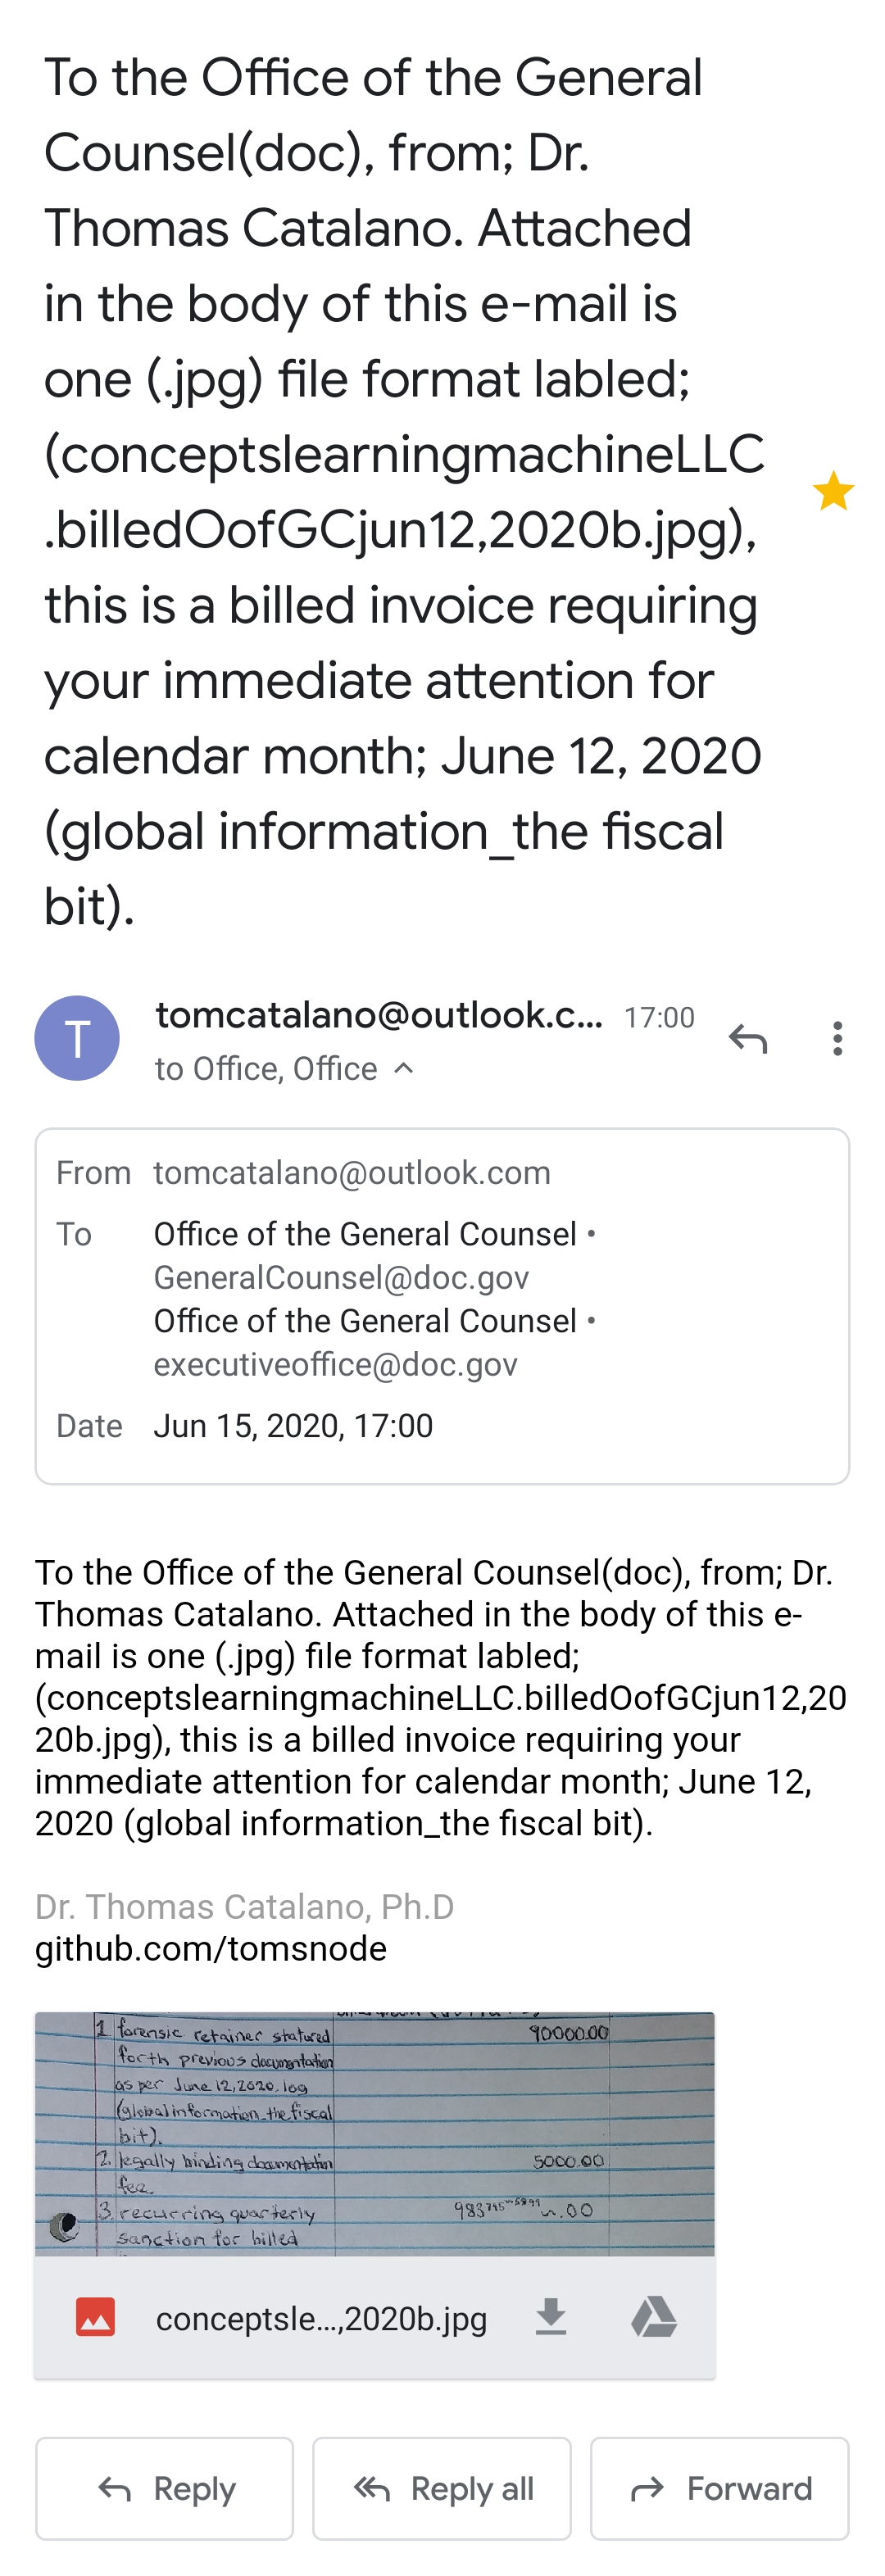 To the Office of the General
Counsel(doc), from; Dr.
Thomas Catalano. Attached
in the body of this e-mail is
one (.jpg) file format labled;
(conceptslearningmachineLLC
.billedOofGCjun12,2020b.jpg),
this is a billed invoice requiring
your immediate attention for
calendar month; June 12, 2020
(global information_the fiscal
bit).
T
tomcatalano@outlook.c... 17:00
to Office, Office
From tomcatalano@outlook.com
To Office of the General Counsel •
GeneralCounsel@doc.gov
Office of the General Counsel •
executiveoffice@doc.gov
Date Jun 15, 2020, 17:00
To the Office of the General Counsel(doc), from; Dr.
Thomas Catalano. Attached in the body of this e-
mail is one (.jpg) file format labled;
(conceptslearningmachineLLC.billedOofGCjun12,20
20b.jpg), this is a billed invoice requiring your
immediate attention for calendar month; June 12,
2020 (global information_the fiscal bit).
Dr. Thomas Catalano, Ph.D
github.com/tomsnode
1. forensic retainer statured 90000.00
forth previous documentation
as per June 12, 2020. log
(global information_the fiscal
bit).
2. legally binding documentation 5000.00
fee.
3. recurring quarterly
sanction for billed
conceptsle...,2020b.jpg
Reply
Reply all
Forward